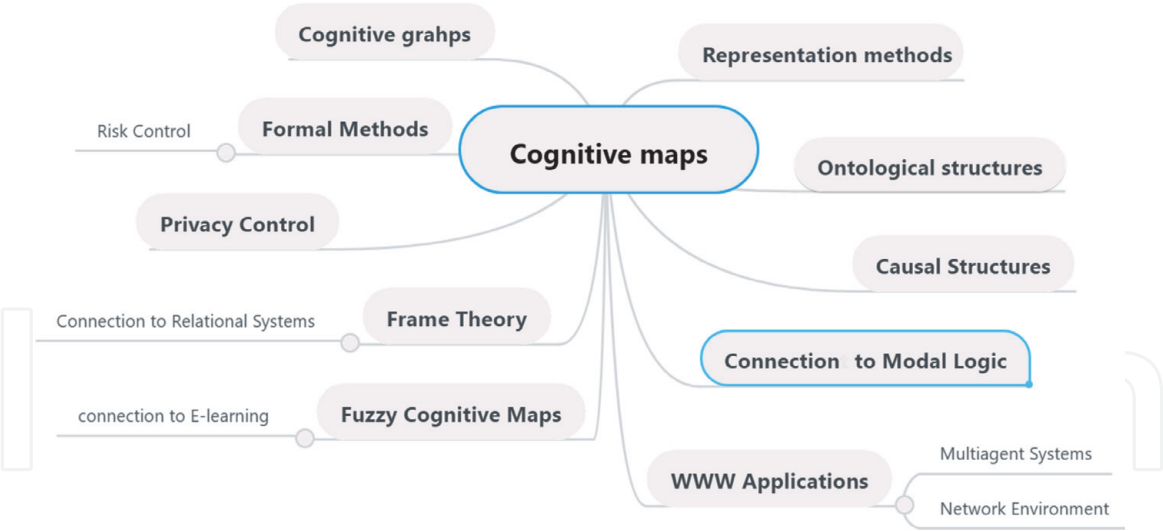 Cognitive grahps
Representation methods
Risk Control
Formal Methods
Cognitive maps
Ontological structures
Privacy Control
Causal Structures
Connection to Relational Systems
Frame Theory
Connection to Modal Logic
connection to E-learning
Fuzzy Cognitive Maps
WWW Applications
Multiagent Systems
Network Environment